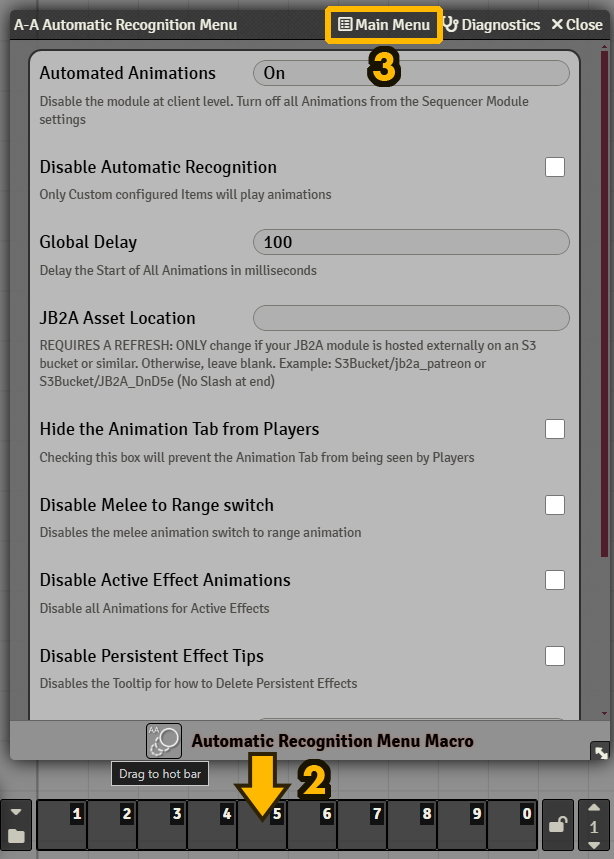 A-A Automatic Recognition Menu Main Menu Diagnostics Close
3
Automated Animations On
Disable the module at client level. Turn off all Animations from the Sequencer Module
settings
Disable Automatic Recognition
Only Custom configured Items will play animations
Global Delay 100
Delay the Start of All Animations in milliseconds
JB2A Asset Location
REQUIRES A REFRESH: ONLY change if your JB2A module is hosted externally on an S3
bucket or similar. Otherwise, leave blank. Example: S3Bucket/jb2a_patreon or
S3Bucket/JB2A_DnD5e (No Slash at end)
Hide the Animation Tab from Players
Checking this box will prevent the Animation Tab from being seen by Players
Disable Melee to Range switch
Disables the melee animation switch to range animation
Disable Active Effect Animations
Disable all Animations for Active Effects
Disable Persistent Effect Tips
Disables the Tooltip for how to Delete Persistent Effects
AA Automatic Recognition Menu Macro
Drag to hot bar
2
1 2 3 4 5 6 7 8 9 0 1